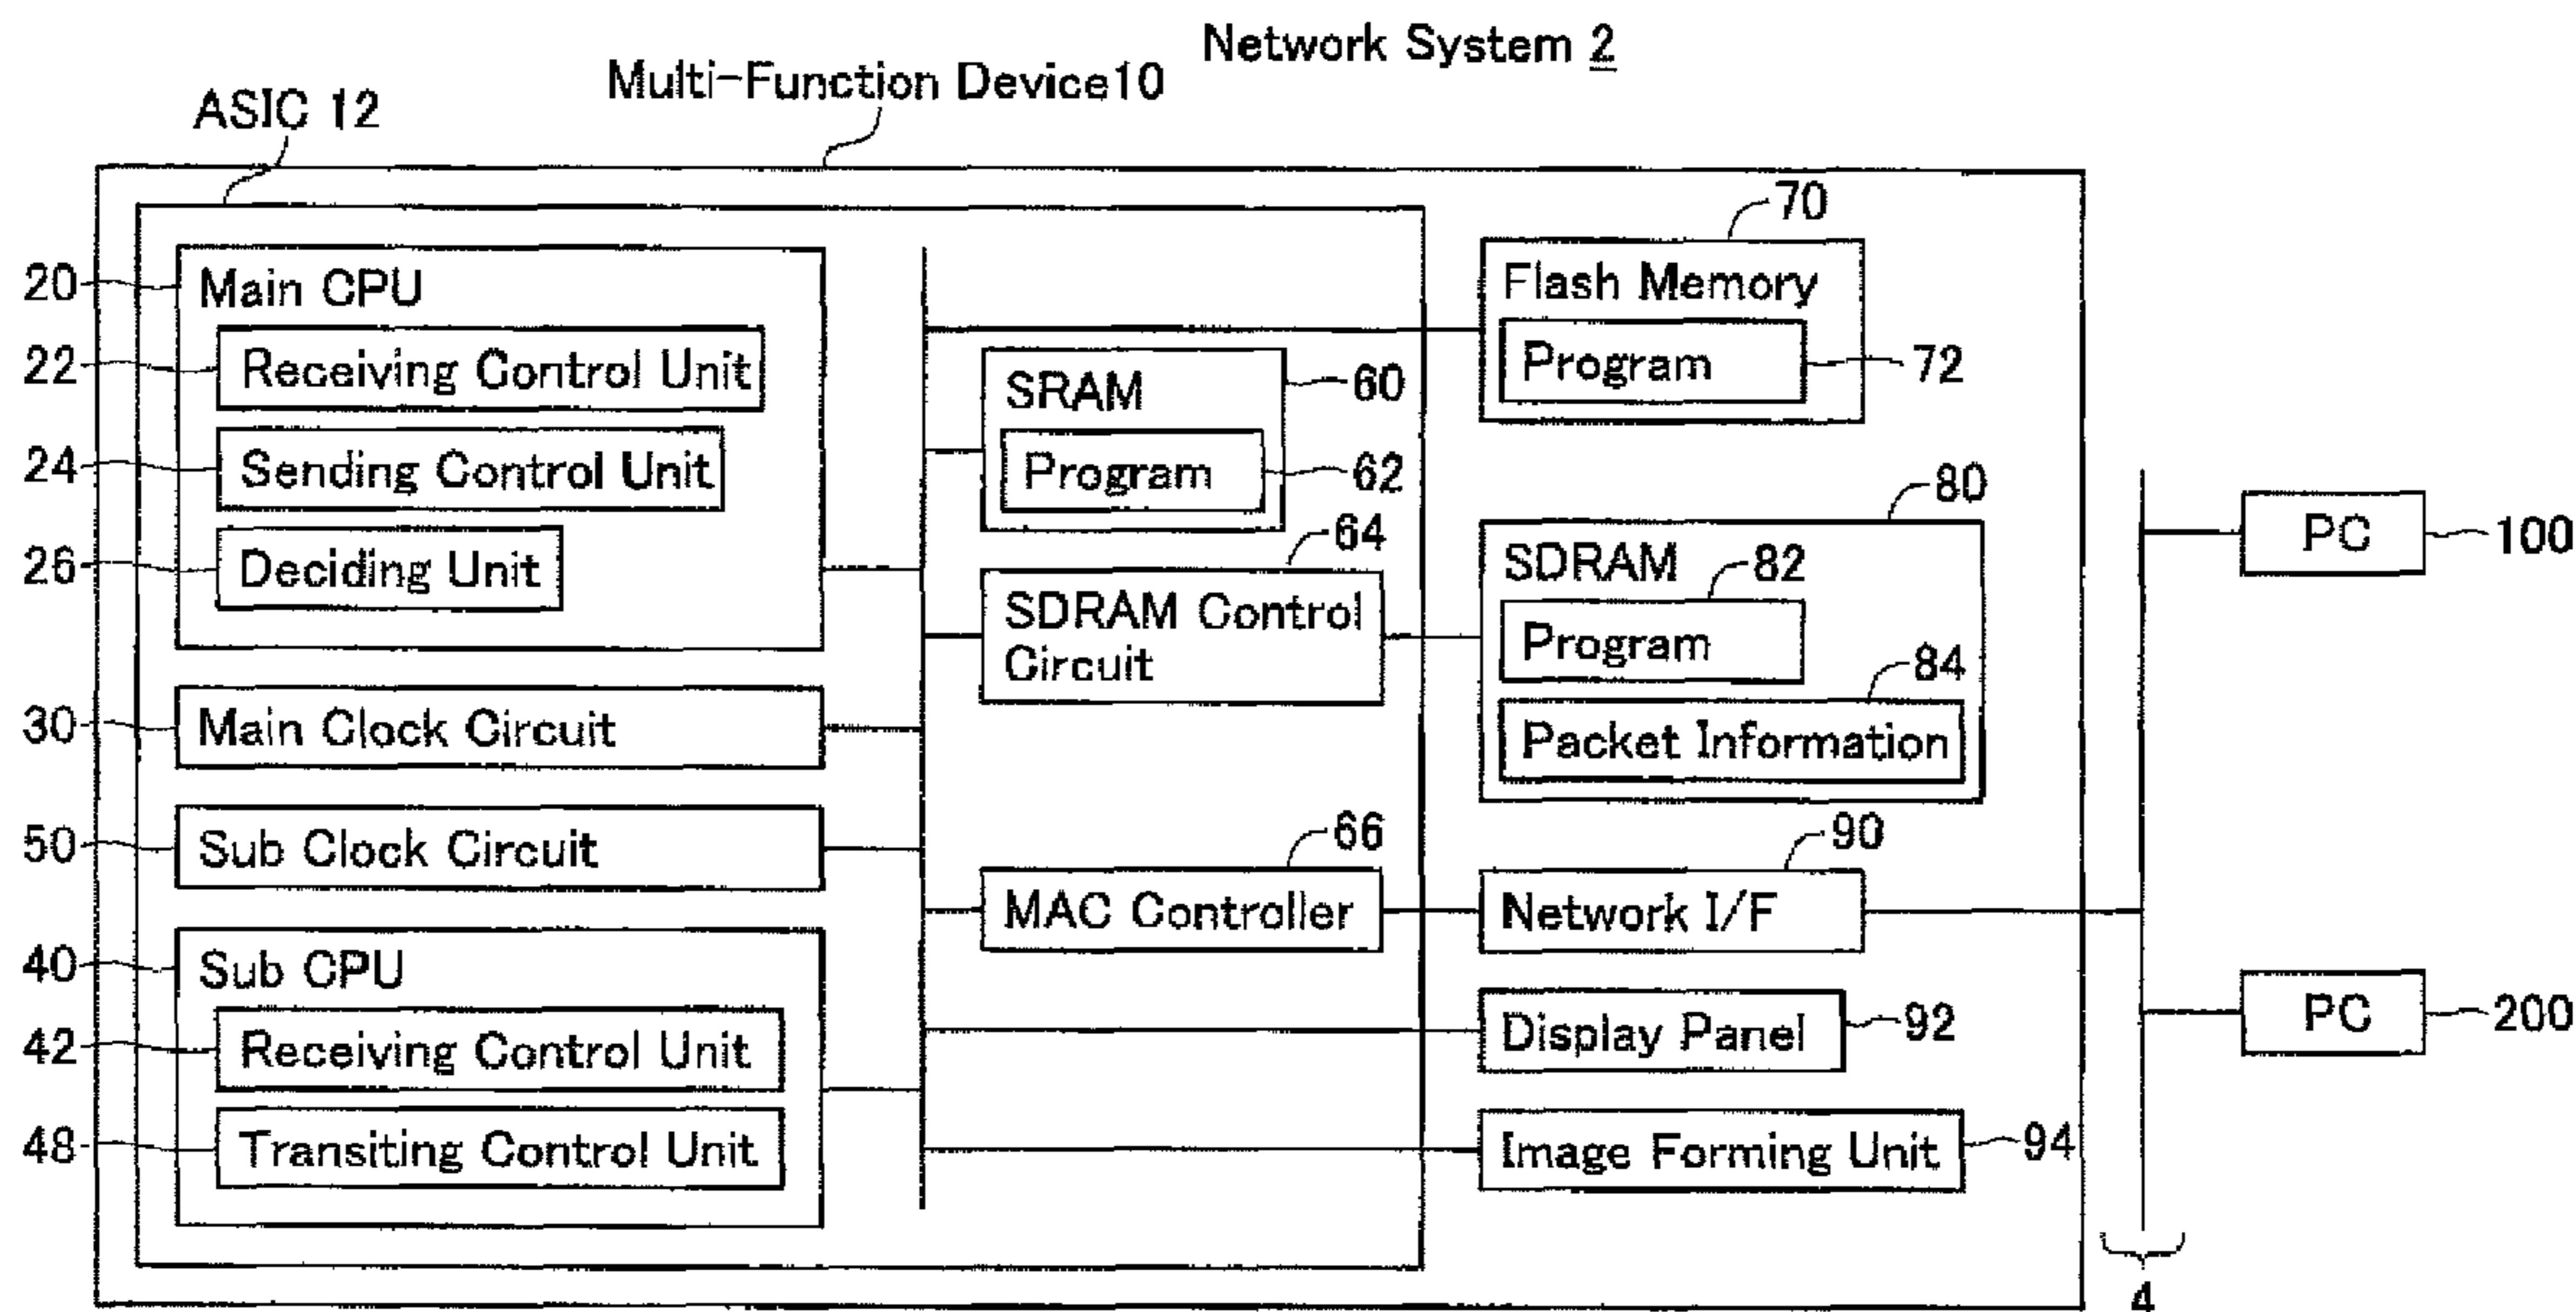 Network System 2
Multi-Function Device10
ASIC 12
20
Main CPU
22
Receiving Control Unit
24
Sending Control Unit
26
Deciding Unit
30
Main Clock Circuit
50
Sub Clock Circuit
40
Sub CPU
42
Receiving Control Unit
48
Transiting Control Unit
SRAM
60
Program
62
64
SDRAM Control
Circuit
66
MAC Controller
70
Flash Memory
Program
72
80
SDRAM
82
Program
84
Packet Information
90
Network I/F
Display Panel
92
Image Forming Unit
94
PC
100
PC
200
4